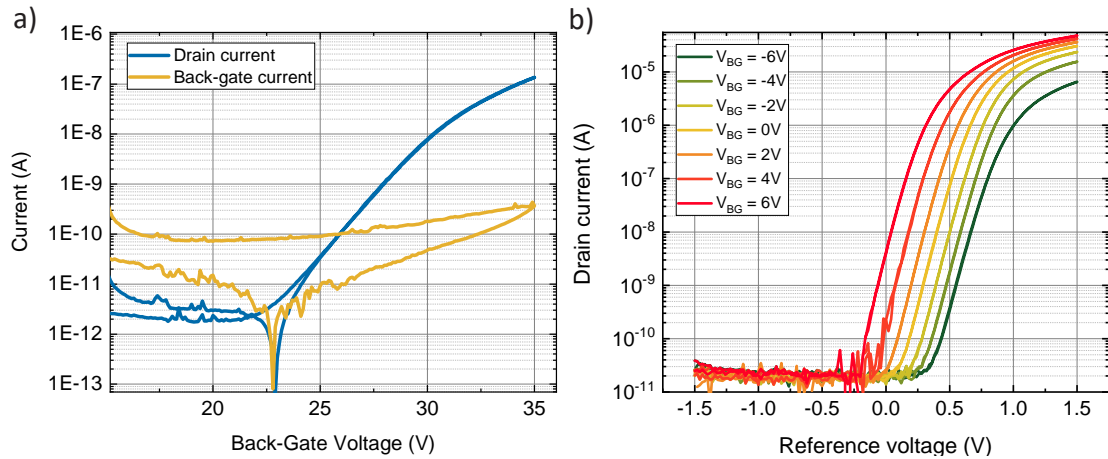 a)
1E-6
1E-7
1E-8
1E-9
1E-10
1E-11
1E-12
1E-13
Current (A)
Drain current
Back-gate current
20
25
30
35
Back-Gate Voltage (V)
b)
10⁻⁵
10⁻⁶
10⁻⁷
10⁻⁸
10⁻⁹
10⁻¹⁰
10⁻¹¹
Drain current (A)
V_BG = -6V
V_BG = -4V
V_BG = -2V
V_BG = 0V
V_BG = 2V
V_BG = 4V
V_BG = 6V
-1.5
-1.0
-0.5
0.0
0.5
1.0
1.5
Reference voltage (V)